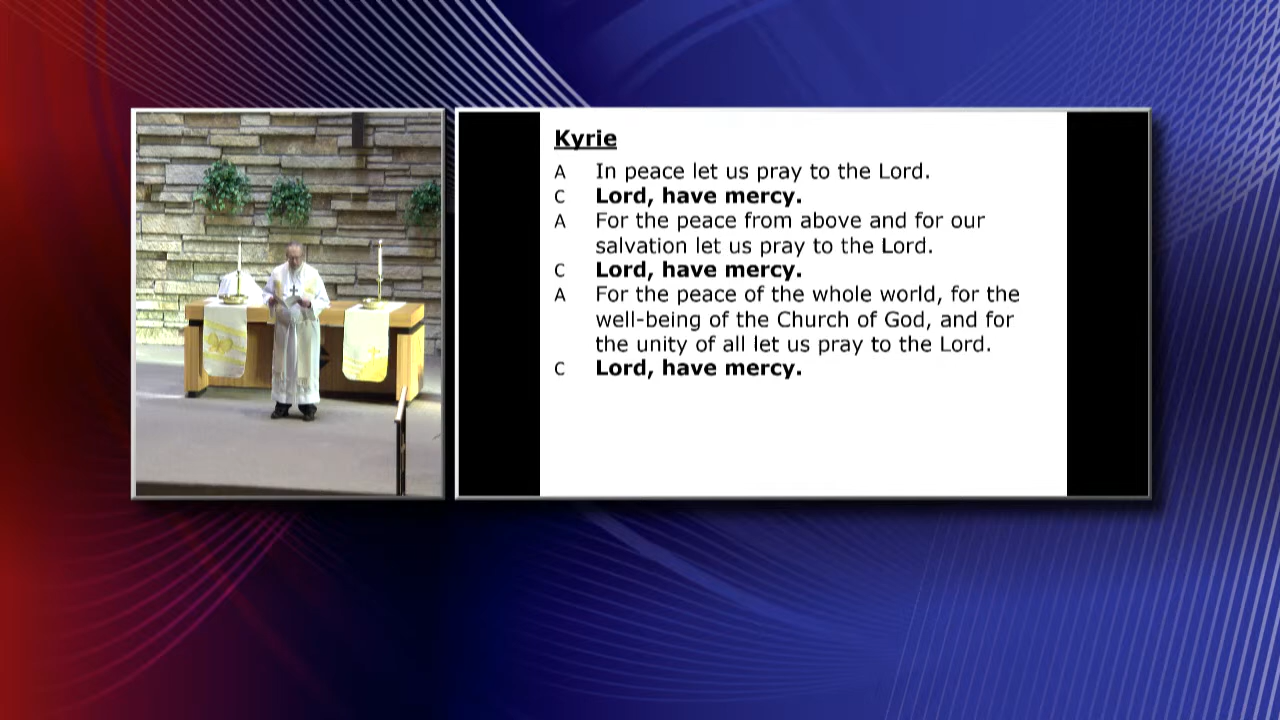 Kyrie
A In peace let us pray to the Lord.
C Lord, have mercy.
A For the peace from above and for our
salvation let us pray to the Lord.
C Lord, have mercy.
A For the peace of the whole world, for the
well-being of the Church of God, and for
the unity of all let us pray to the Lord.
C Lord, have mercy.